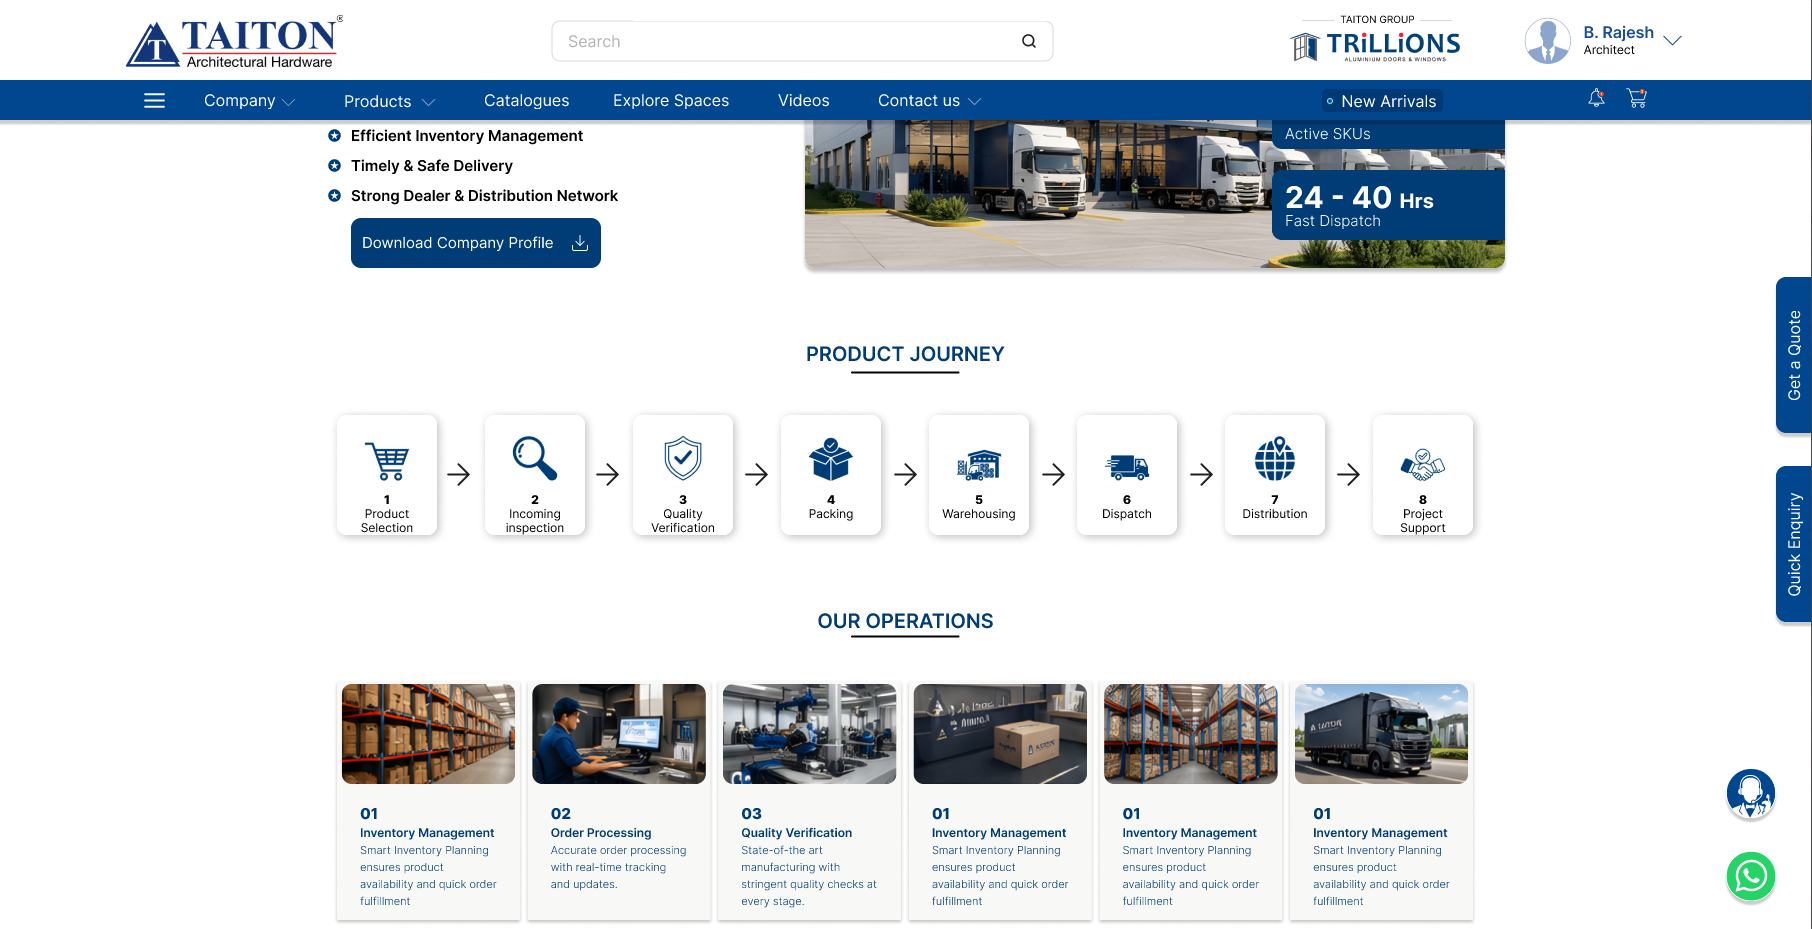 TAITON®
Architectural Hardware
Search
TAITON GROUP
TRiLLiONS
ALUMINIUM DOORS & WINDOWS
B. Rajesh
Architect
Company
Products
Catalogues
Explore Spaces
Videos
Contact us
New Arrivals
Efficient Inventory Management
Timely & Safe Delivery
Strong Dealer & Distribution Network
Download Company Profile
Active SKUs
24 - 40 Hrs
Fast Dispatch
Get a Quote
Quick Enquiry
PRODUCT JOURNEY
1
Product
Selection
2
Incoming
inspection
3
Quality
Verification
4
Packing
5
Warehousing
6
Dispatch
7
Distribution
8
Project
Support
OUR OPERATIONS
01
Inventory Management
Smart Inventory Planning
ensures product
availability and quick order
fulfillment
02
Order Processing
Accurate order processing
with real-time tracking
and updates.
03
Quality Verification
State-of-the art
manufacturing with
stringent quality checks at
every stage.
01
Inventory Management
Smart Inventory Planning
ensures product
availability and quick order
fulfillment
01
Inventory Management
Smart Inventory Planning
ensures product
availability and quick order
fulfillment
01
Inventory Management
Smart Inventory Planning
ensures product
availability and quick order
fulfillment